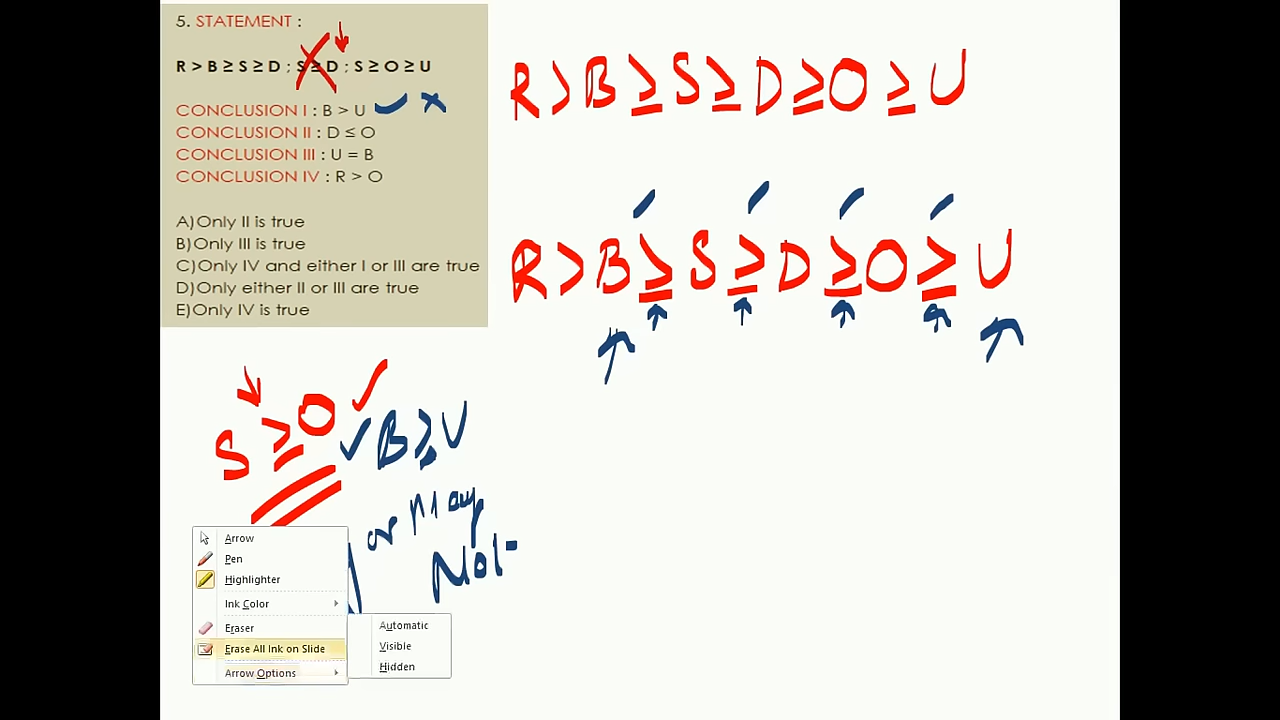 5. STATEMENT :
R > B ≥ S ≥ D ; S ≥ D ; S ≥ O ≥ U
CONCLUSION I : B > U
CONCLUSION II : D ≤ O
CONCLUSION III : U = B
CONCLUSION IV : R > O
A)Only II is true
B)Only III is true
C)Only IV and either I or III are true
D)Only either II or III are true
E)Only IV is true
R > B ≥ S ≥ D ≥ O ≥ U
R > B ≥ S ≥ D ≥ O ≥ U
S ≥ O
B ≥ U
or May
Not
Arrow
Pen
Highlighter
Ink Color
Eraser
Erase All Ink on Slide
Arrow Options
Automatic
Visible
Hidden